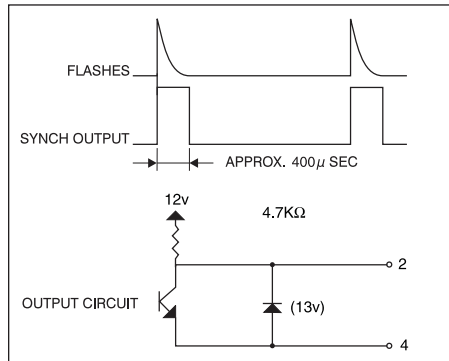 FLASHES
SYNCH OUTPUT
APPROX. 400µ SEC
12v
4.7KΩ
2
OUTPUT CIRCUIT
(13v)
4